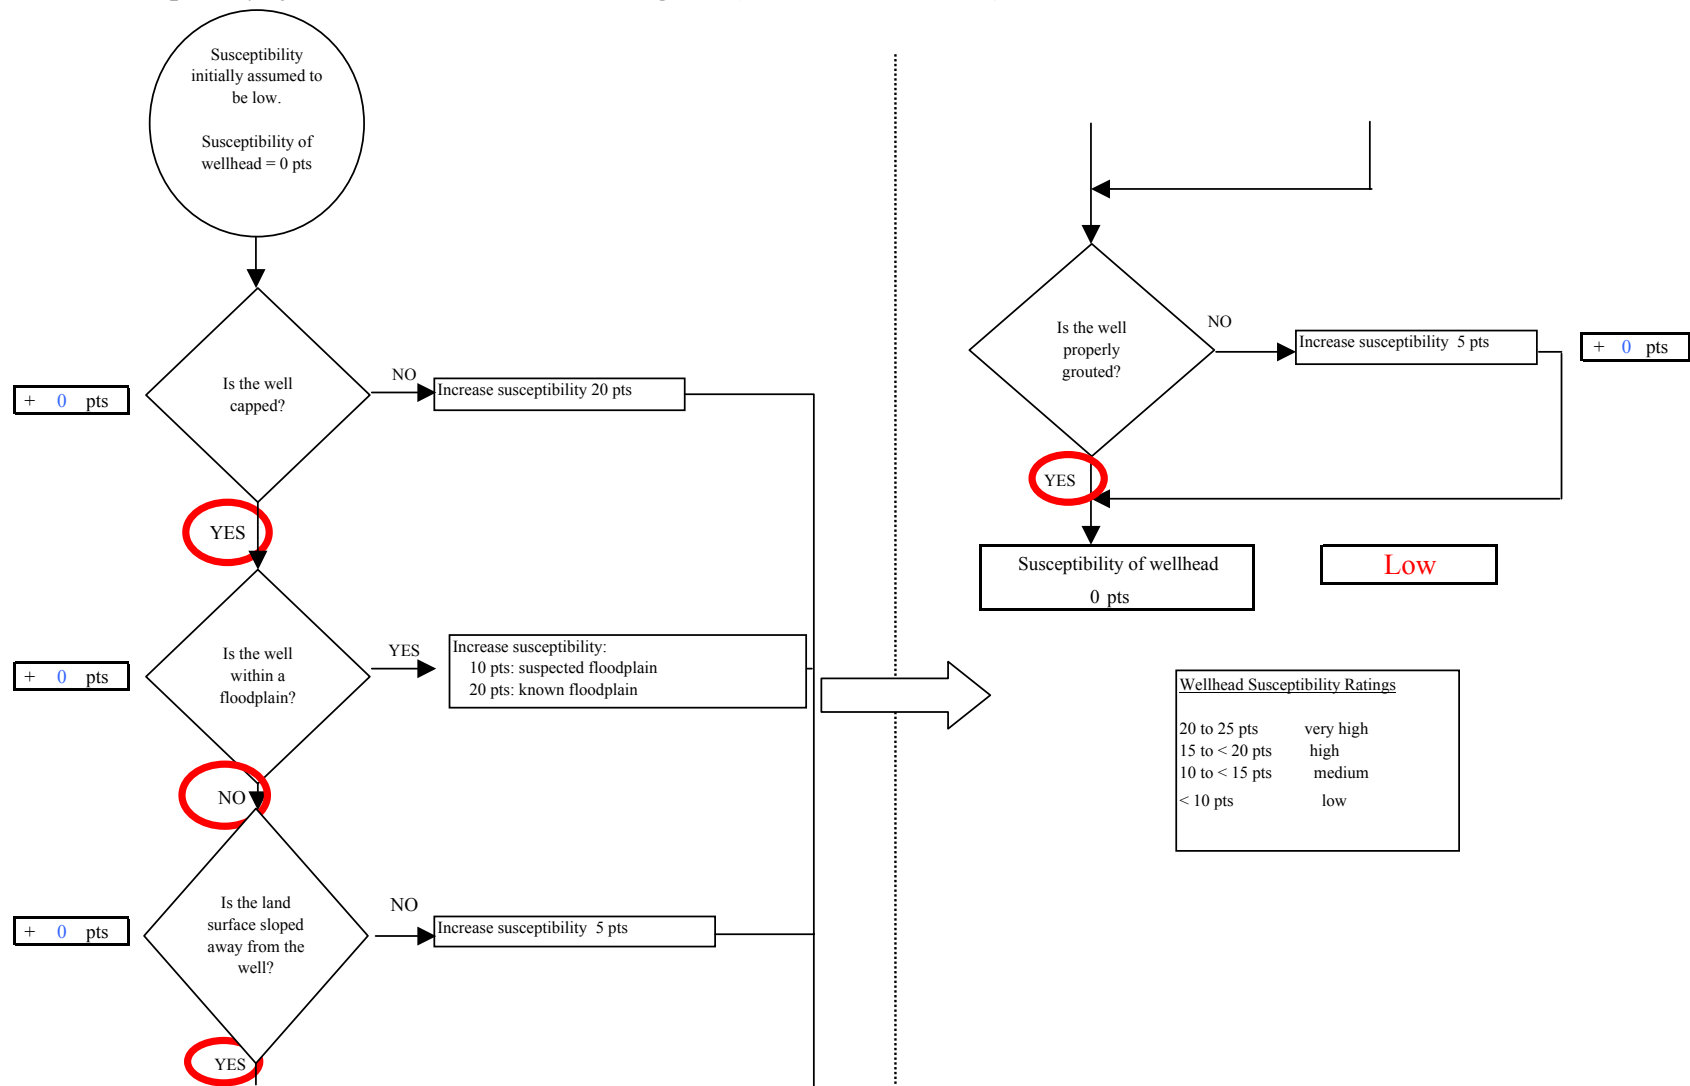 Susceptibility
initially assumed to
be low.
Susceptibility of
wellhead = 0 pts
Is the well
capped?
NO
Increase susceptibility 20 pts
+ 0 pts
YES
Is the well
within a
floodplain?
YES
Increase susceptibility:
10 pts: suspected floodplain
20 pts: known floodplain
+ 0 pts
NO
Is the land
surface sloped
away from the
well?
NO
Increase susceptibility 5 pts
+ 0 pts
YES
Is the well
properly
grouted?
NO
Increase susceptibility 5 pts
+ 0 pts
YES
Susceptibility of wellhead
0 pts
Low
Wellhead Susceptibility Ratings
20 to 25 pts very high
15 to < 20 pts high
10 to < 15 pts medium
< 10 pts low